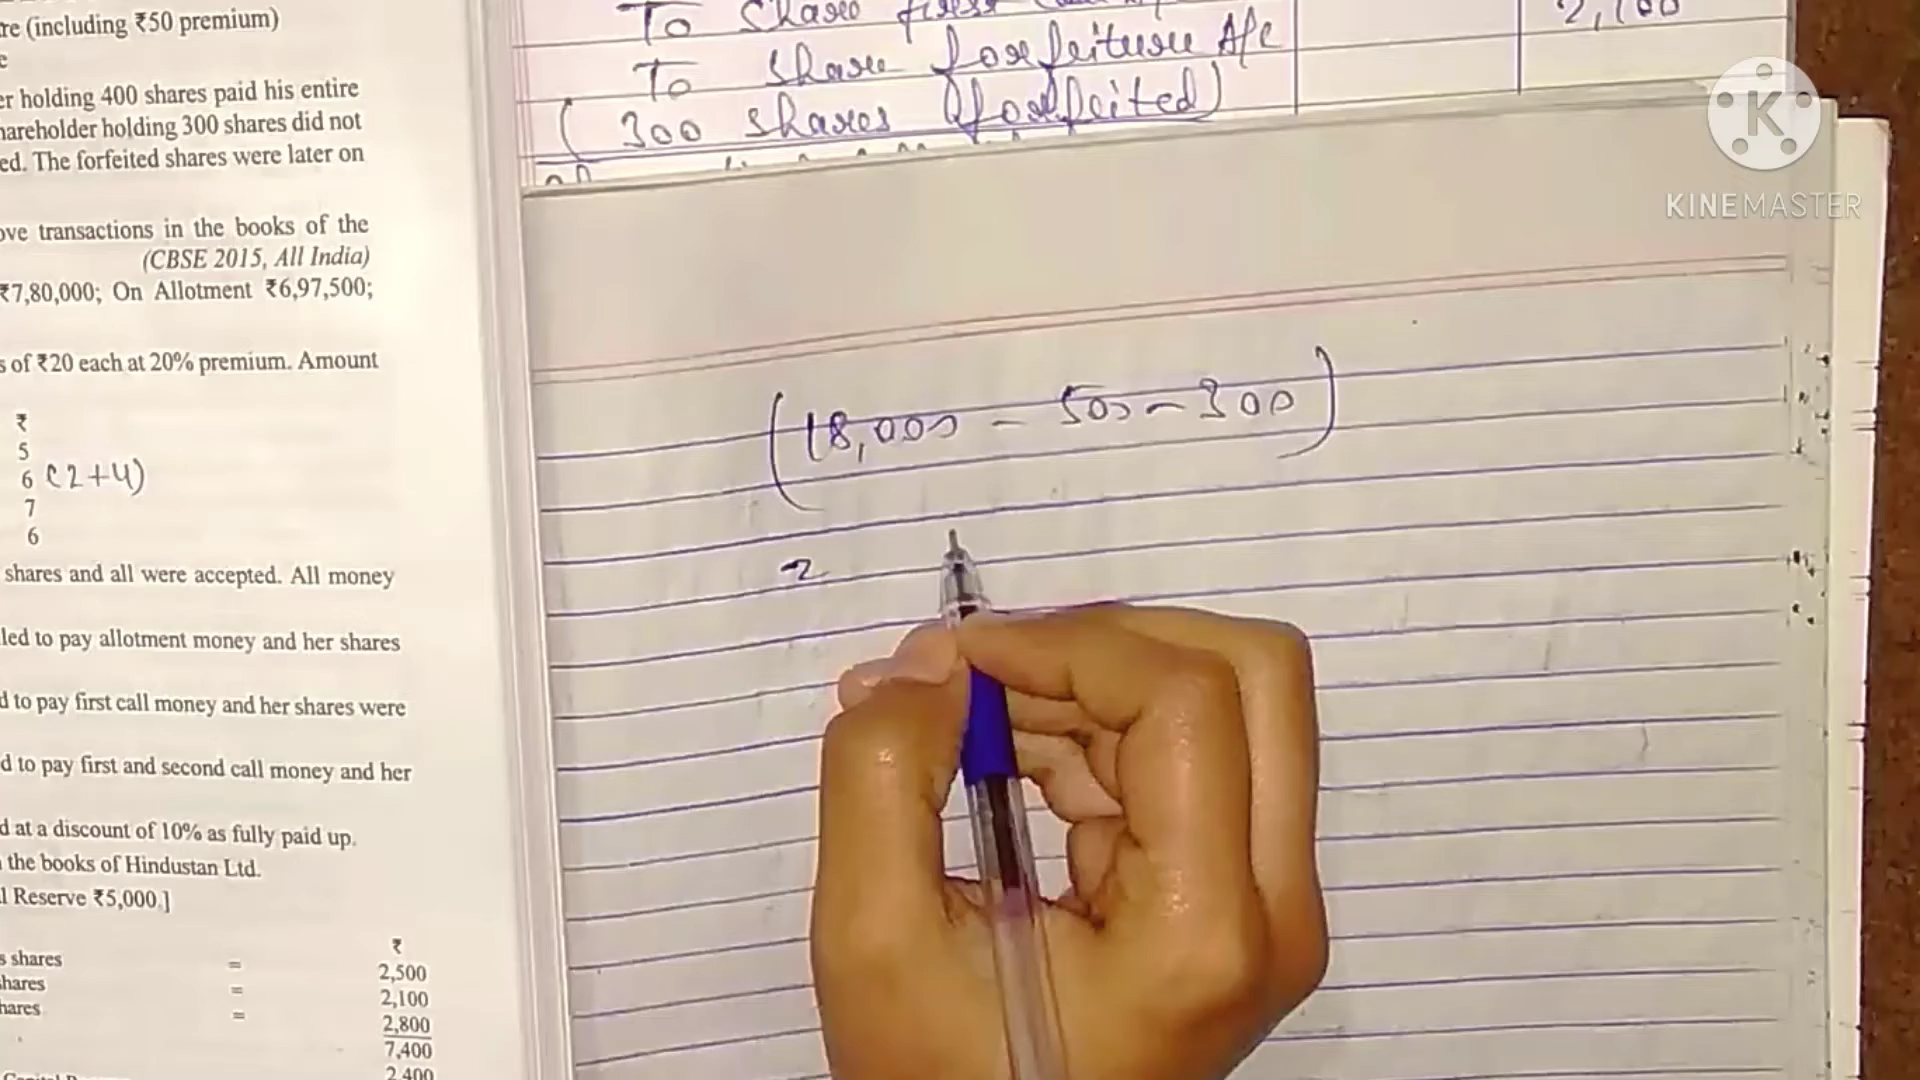 re (including ₹50 premium)
e
er holding 400 shares paid his entire
hareholder holding 300 shares did not
ed. The forfeited shares were later on
ove transactions in the books of the
(CBSE 2015, All India)
₹7,80,000; On Allotment ₹6,97,500;
s of ₹20 each at 20% premium. Amount
₹
5
6 (2+4)
7
6
shares and all were accepted. All money
led to pay allotment money and her shares
d to pay first call money and her shares were
d to pay first and second call money and her
d at a discount of 10% as fully paid up.
the books of Hindustan Ltd.
l Reserve ₹5,000.]
₹
s shares = 2,500
hares = 2,100
hares = 2,800
7,400
2,400
To Share first
2,100
To Share forfeiture A/c
(300 shares forfeited)
(18,000 - 500 - 300)
2
K
KINEMASTER